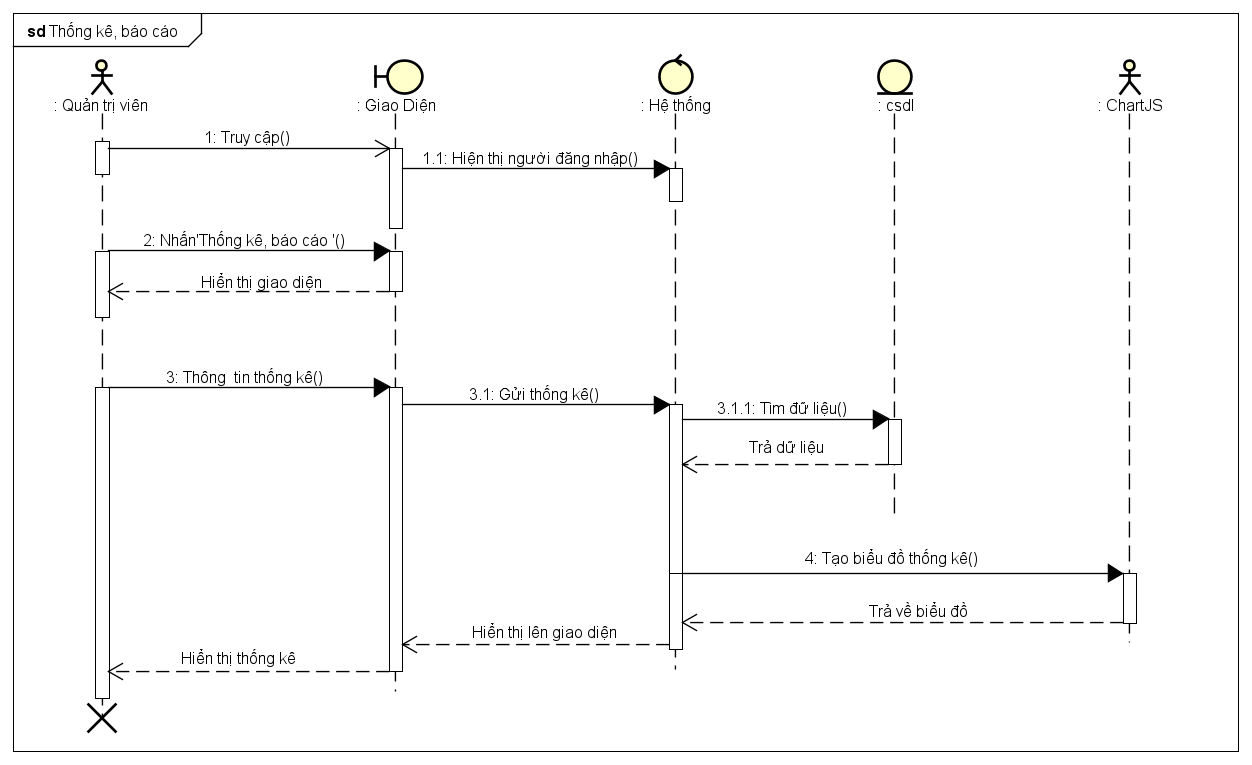 sd Thống kê, báo cáo
: Quản trị viên
: Giao Diện
: Hệ thống
: csdl
: ChartJS
1: Truy cập()
1.1: Hiện thị người đăng nhập()
2: Nhấn'Thống kê, báo cáo '()
Hiển thị giao diện
3: Thông  tin thống kê()
3.1: Gửi thống kê()
3.1.1: Tìm đữ liệu()
Trả dữ liệu
4: Tạo biểu đồ thống kê()
Trả về biểu đồ
Hiển thị lên giao diện
Hiển thị thống kê